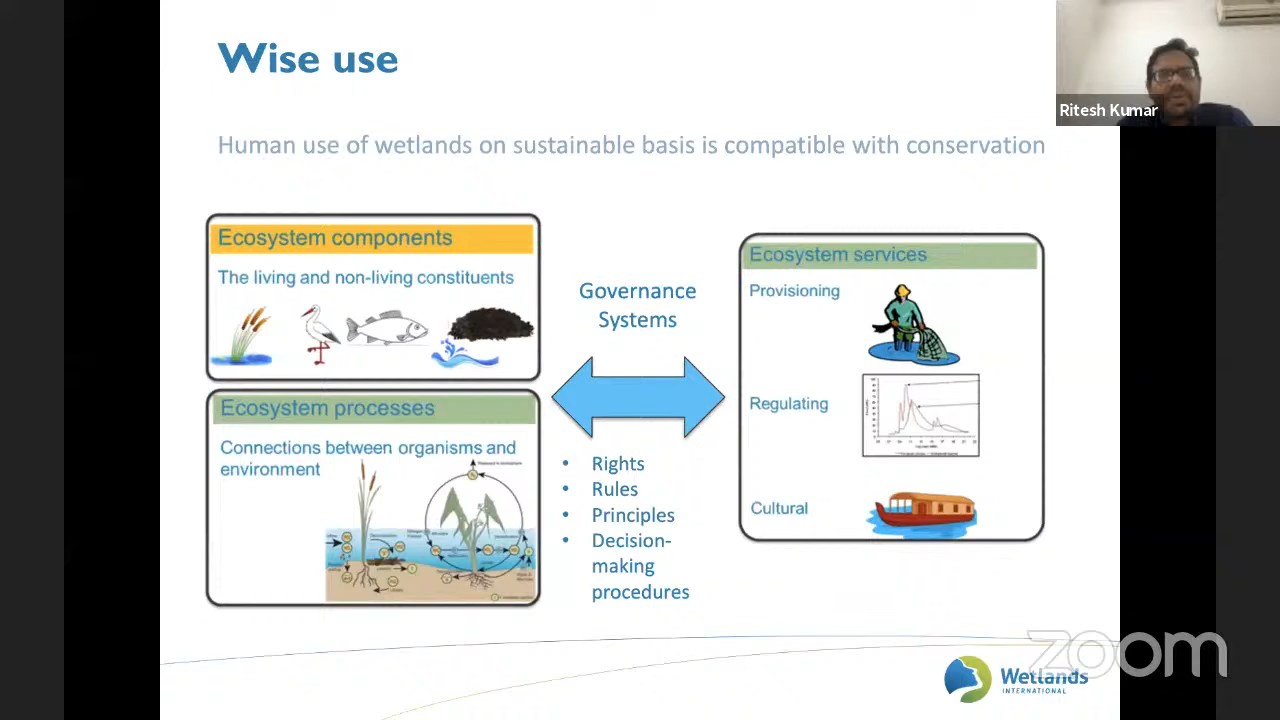 Wise use
Ritesh Kumar
Human use of wetlands on sustainable basis is compatible with conservation
Ecosystem components
The living and non-living constituents
Ecosystem processes
Connections between organisms and
environment
Governance
Systems
• Rights
• Rules
• Principles
• Decision-
making
procedures
Ecosystem services
Provisioning
Regulating
Cultural
zoom
Wetlands
INTERNATIONAL